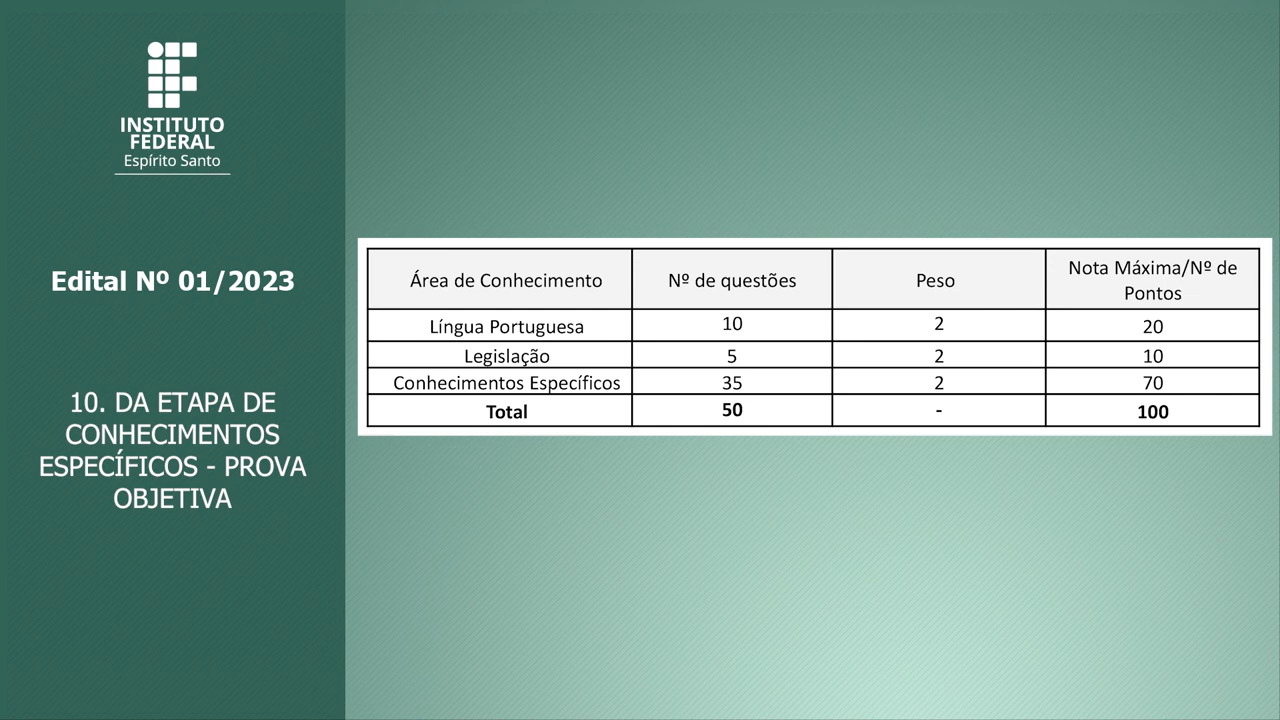 INSTITUTO
FEDERAL
Espírito Santo
Edital Nº 01/2023
10. DA ETAPA DE
CONHECIMENTOS
ESPECÍFICOS - PROVA
OBJETIVA
Área de Conhecimento Nº de questões Peso Nota Máxima/Nº de
Pontos
Língua Portuguesa 10 2 20
Legislação 5 2 10
Conhecimentos Específicos 35 2 70
Total 50 - 100